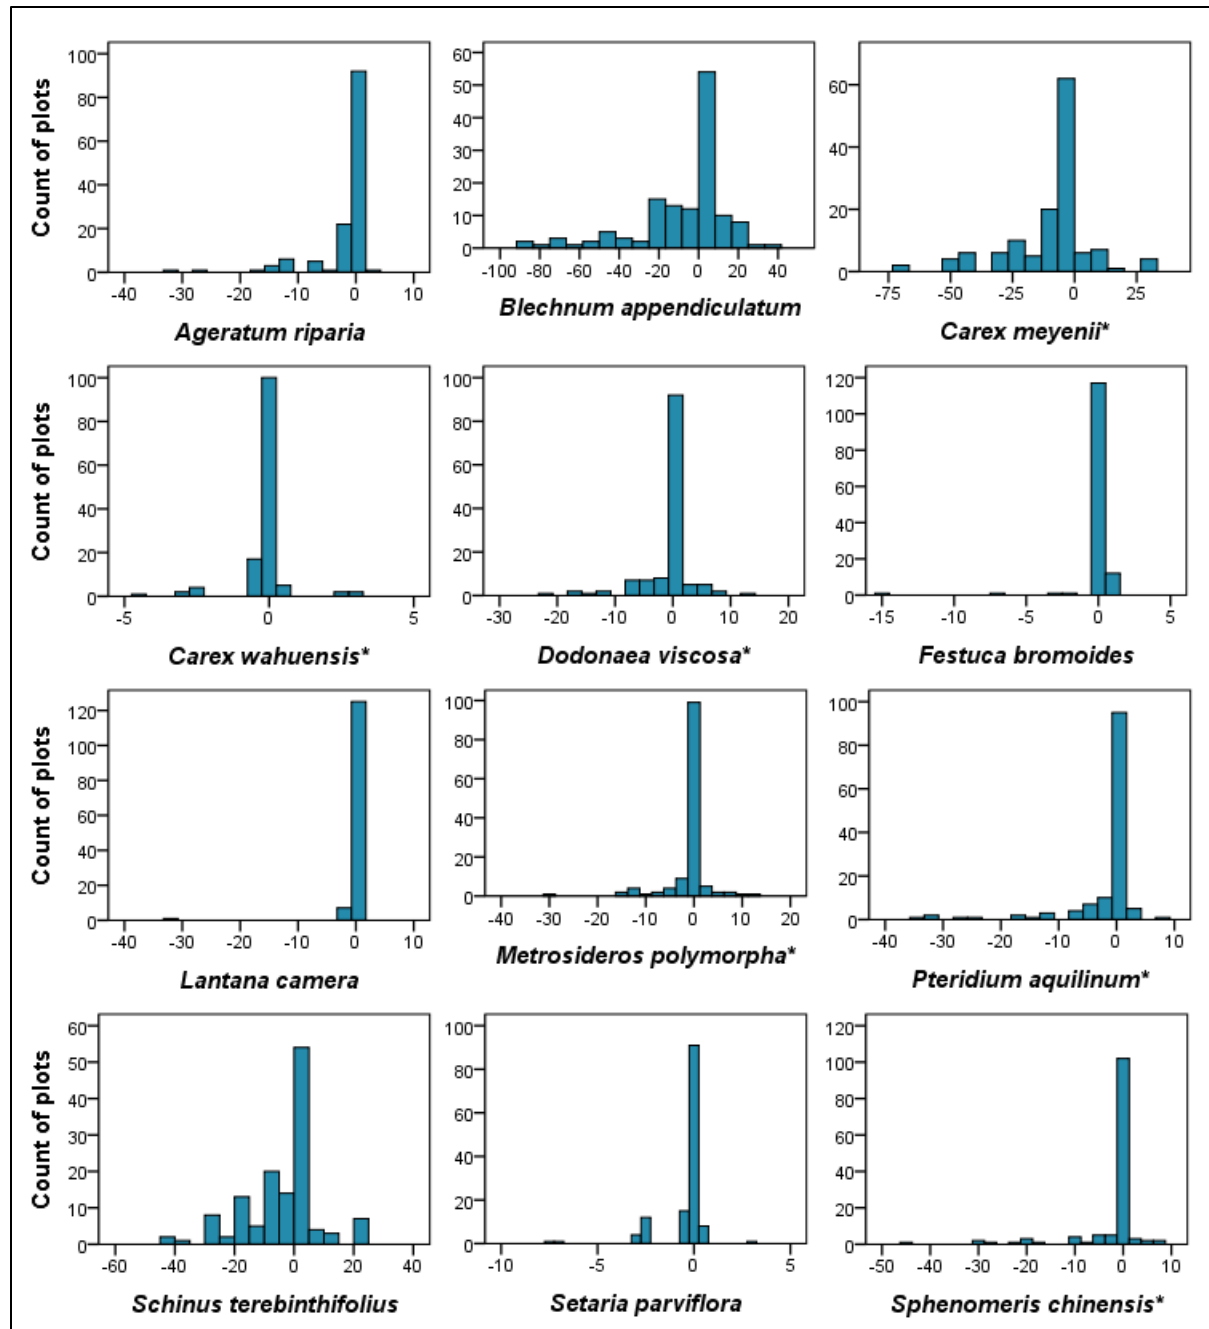 Count of plots
100
80
60
40
20
0
-40 -30 -20 -10 0 10
Ageratum riparia
60
50
40
30
20
10
0
-100 -80 -60 -40 -20 0 20 40
Blechnum appendiculatum
60
40
20
0
-75 -50 -25 0 25
Carex meyenii*
Count of plots
100
80
60
40
20
0
-5 0 5
Carex wahuensis*
100
80
60
40
20
0
-30 -20 -10 0 10 20
Dodonaea viscosa*
120
100
80
60
40
20
0
-15 -10 -5 0 5
Festuca bromoides
Count of plots
120
100
80
60
40
20
0
-40 -30 -20 -10 0 10
Lantana camera
100
80
60
40
20
0
-40 -30 -20 -10 0 10 20
Metrosideros polymorpha*
100
80
60
40
20
0
-40 -30 -20 -10 0 10
Pteridium aquilinum*
Count of plots
60
50
40
30
20
10
0
-60 -40 -20 0 20 40
Schinus terebinthifolius
100
80
60
40
20
0
-10 -5 0 5
Setaria parviflora
120
100
80
60
40
20
0
-50 -40 -30 -20 -10 0 10
Sphenomeris chinensis*